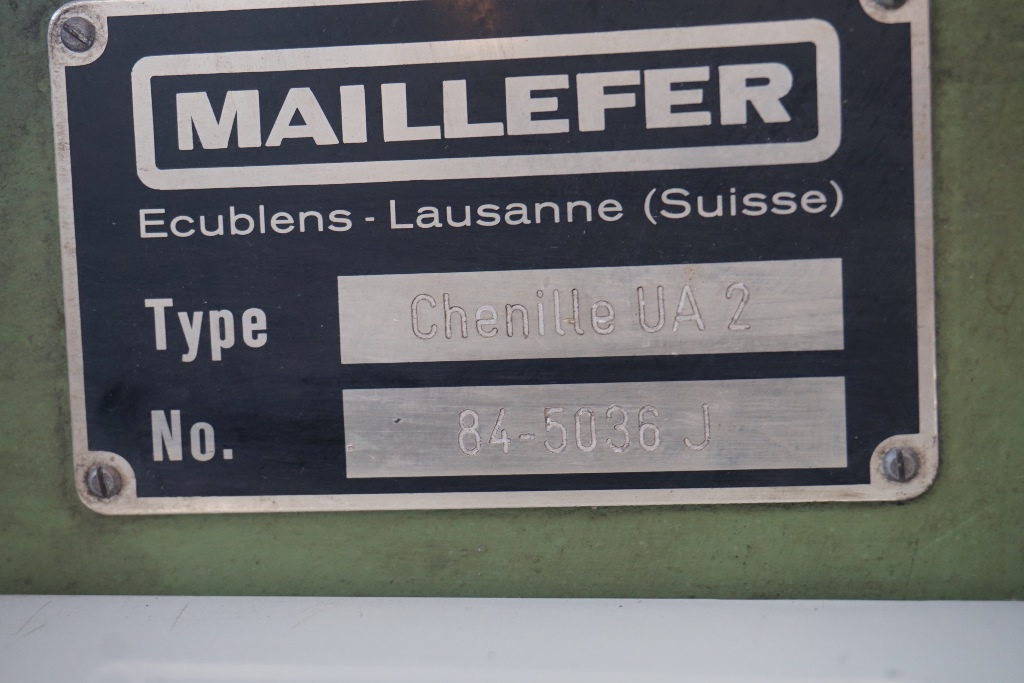 MAILLEFER
Ecublens - Lausanne (Suisse)
Type Chenille UA 2
No. 84-5036 J